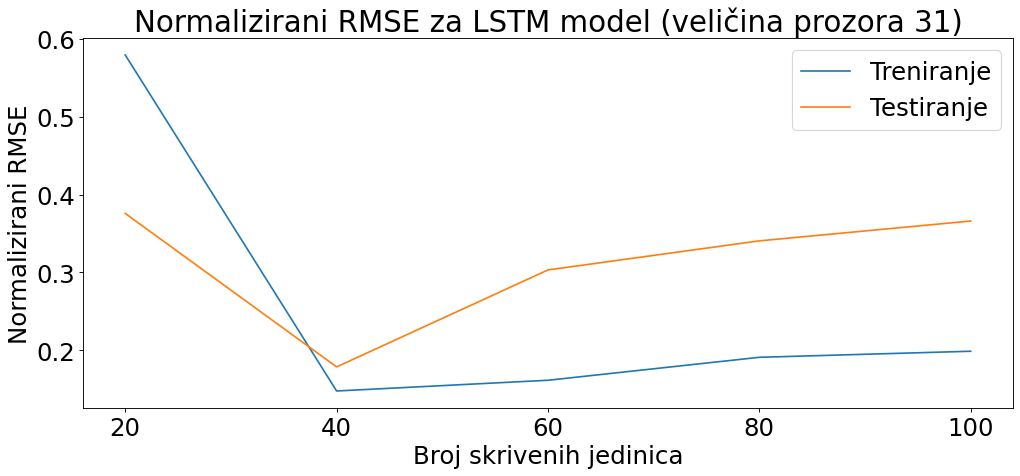 Normalizirani RMSE za LSTM model (veličina prozora 31)
Treniranje
Testiranje
Normalizirani RMSE
0.6
0.5
0.4
0.3
0.2
20 40 60 80 100
Broj skrivenih jedinica